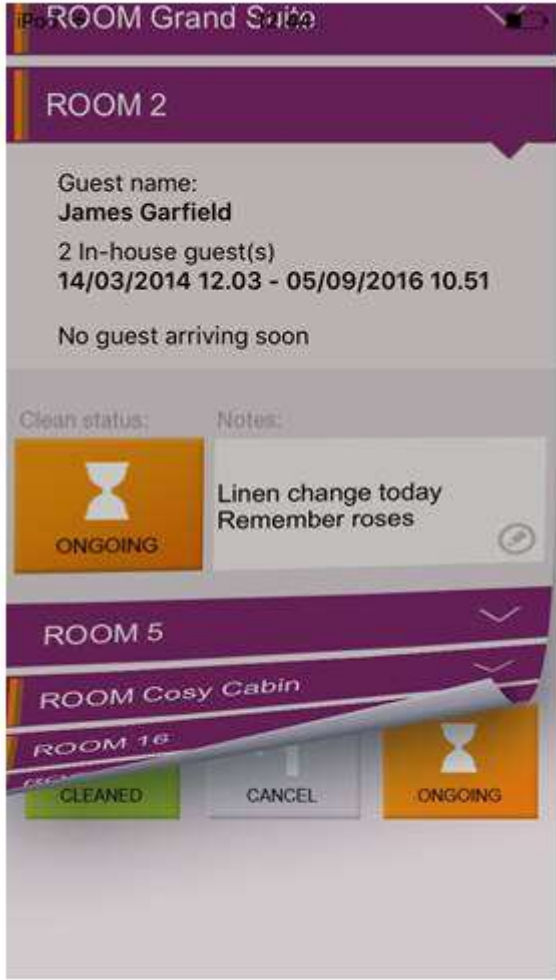 ROOM Grand Suite
ROOM 2
Guest name:
James Garfield
2 In-house guest(s)
14/03/2014 12.03 - 05/09/2016 10.51
No guest arriving soon
Clean status:
Notes:
ONGOING
Linen change today
Remember roses
ROOM 5
ROOM Cosy Cabin
ROOM 16
CLEANED
CANCEL
ONGOING